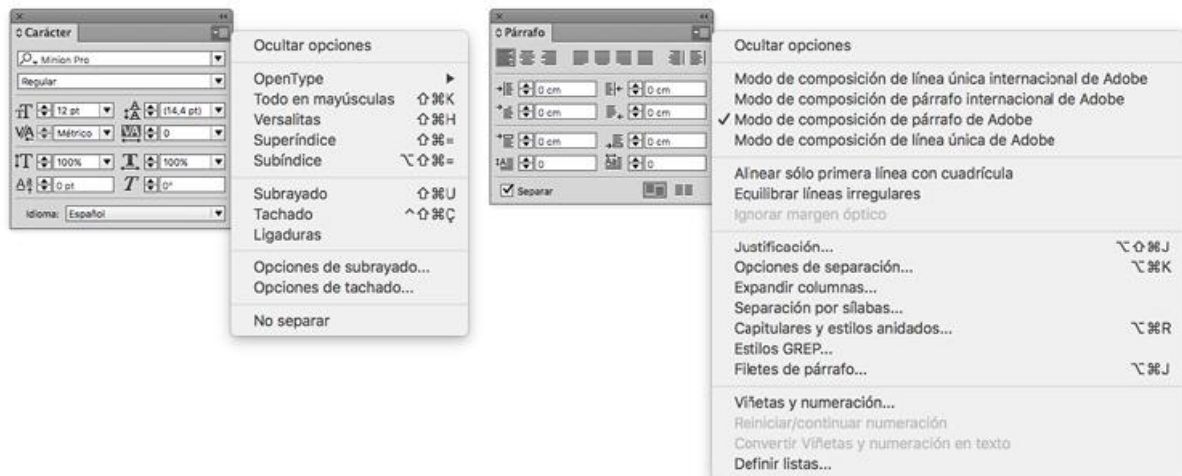 Carácter
Minion Pro
Regular
12 pt
(14,4 pt)
Métrico
0
100%
100%
0 pt
0°
Idioma: Español
Ocultar opciones
OpenType
Todo en mayúsculas ⇧⌘K
Versalitas ⇧⌘H
Superíndice ⇧⌘=
Subíndice ⌥⇧⌘=
Subrayado ⇧⌘U
Tachado ^⇧⌘Ç
Ligaduras
Opciones de subrayado...
Opciones de tachado...
No separar
Párrafo
0 cm
0 cm
0 cm
0 cm
0 cm
0 cm
0
0
Separar
Ocultar opciones
Modo de composición de línea única internacional de Adobe
Modo de composición de párrafo internacional de Adobe
✓ Modo de composición de párrafo de Adobe
Modo de composición de línea única de Adobe
Alinear sólo primera línea con cuadrícula
Equilibrar líneas irregulares
Ignorar margen óptico
Justificación... ⌥⇧⌘J
Opciones de separación... ⌥⌘K
Expandir columnas...
Separación por sílabas...
Capitulares y estilos anidados... ⌥⌘R
Estilos GREP...
Filetes de párrafo... ⌥⌘J
Viñetas y numeración...
Reiniciar/continuar numeración
Convertir Viñetas y numeración en texto
Definir listas...